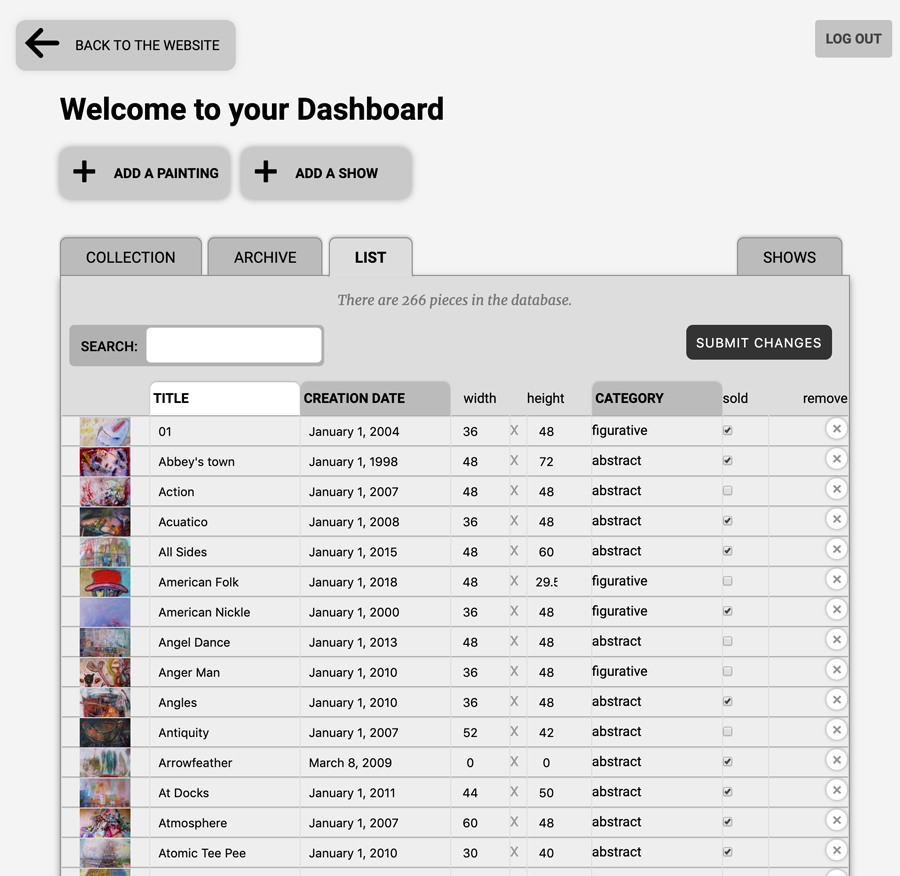 BACK TO THE WEBSITE
LOG OUT
Welcome to your Dashboard
ADD A PAINTING
ADD A SHOW
COLLECTION ARCHIVE LIST SHOWS
There are 266 pieces in the database.
SEARCH:
SUBMIT CHANGES
TITLE CREATION DATE width height CATEGORY sold remove
01 January 1, 2004 36 X 48 figurative
Abbey's town January 1, 1998 48 X 72 abstract
Action January 1, 2007 48 X 48 abstract
Acuatico January 1, 2008 36 X 48 abstract
All Sides January 1, 2015 48 X 60 abstract
American Folk January 1, 2018 48 X 29.5 figurative
American Nickle January 1, 2000 36 X 48 figurative
Angel Dance January 1, 2013 48 X 48 abstract
Anger Man January 1, 2010 36 X 48 figurative
Angles January 1, 2010 36 X 48 abstract
Antiquity January 1, 2007 52 X 42 abstract
Arrowfeather March 8, 2009 0 X 0 abstract
At Docks January 1, 2011 44 X 50 abstract
Atmosphere January 1, 2007 60 X 48 abstract
Atomic Tee Pee January 1, 2010 30 X 40 abstract